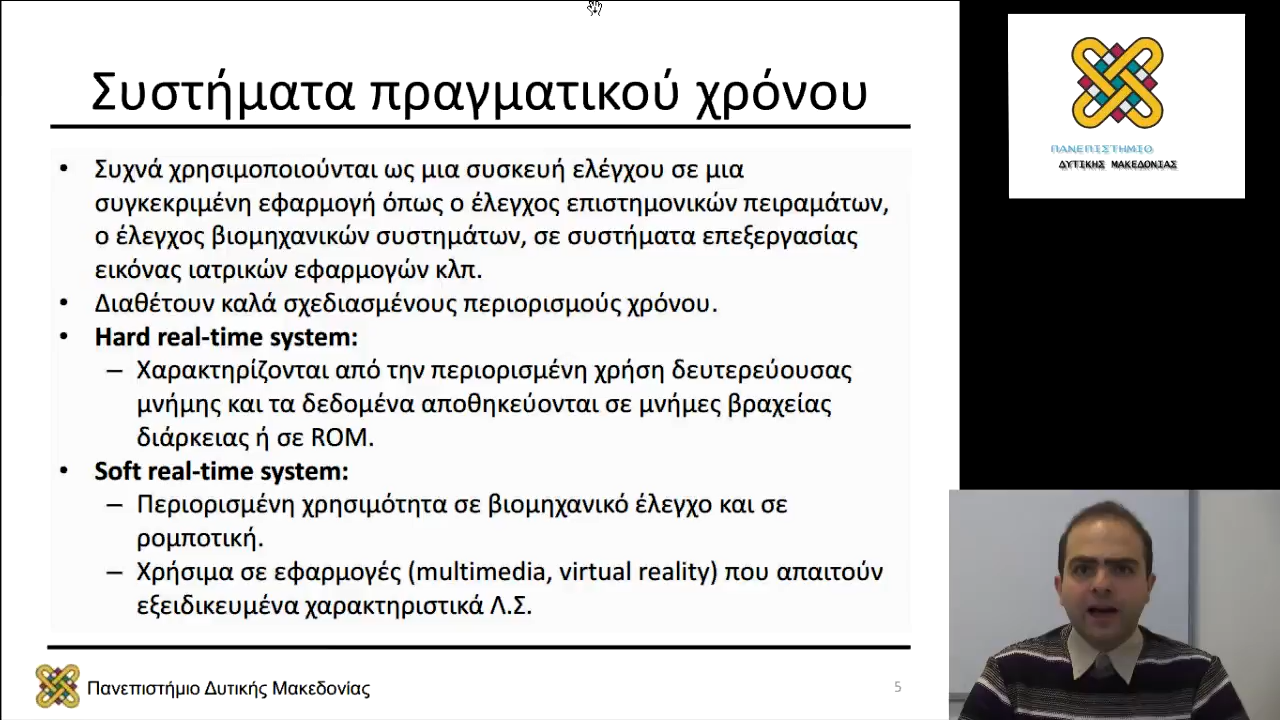 Συστήματα πραγματικού χρόνου
• Συχνά χρησιμοποιούνται ως μια συσκευή ελέγχου σε μια
συγκεκριμένη εφαρμογή όπως ο έλεγχος επιστημονικών πειραμάτων,
ο έλεγχος βιομηχανικών συστημάτων, σε συστήματα επεξεργασίας
εικόνας ιατρικών εφαρμογών κλπ.
• Διαθέτουν καλά σχεδιασμένους περιορισμούς χρόνου.
• Hard real-time system:
– Χαρακτηρίζονται από την περιορισμένη χρήση δευτερεύουσας
μνήμης και τα δεδομένα αποθηκεύονται σε μνήμες βραχείας
διάρκειας ή σε ROM.
• Soft real-time system:
– Περιορισμένη χρησιμότητα σε βιομηχανικό έλεγχο και σε
ρομποτική.
– Χρήσιμα σε εφαρμογές (multimedia, virtual reality) που απαιτούν
εξειδικευμένα χαρακτηριστικά Λ.Σ.
Πανεπιστήμιο Δυτικής Μακεδονίας
5
ΠΑΝΕΠΙΣΤΗΜΙΟ
ΔΥΤΙΚΗΣ ΜΑΚΕΔΟΝΙΑΣ